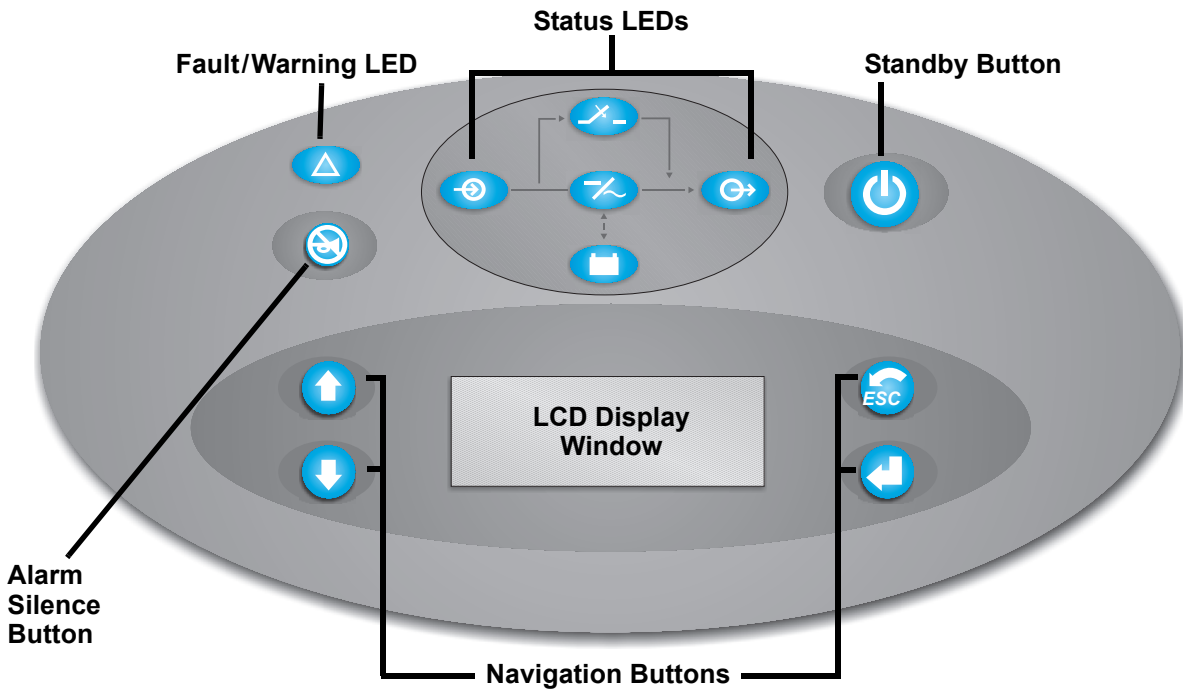 Status LEDs
Fault/Warning LED
Standby Button
ESC
LCD Display
Window
Alarm
Silence
Button
Navigation Buttons